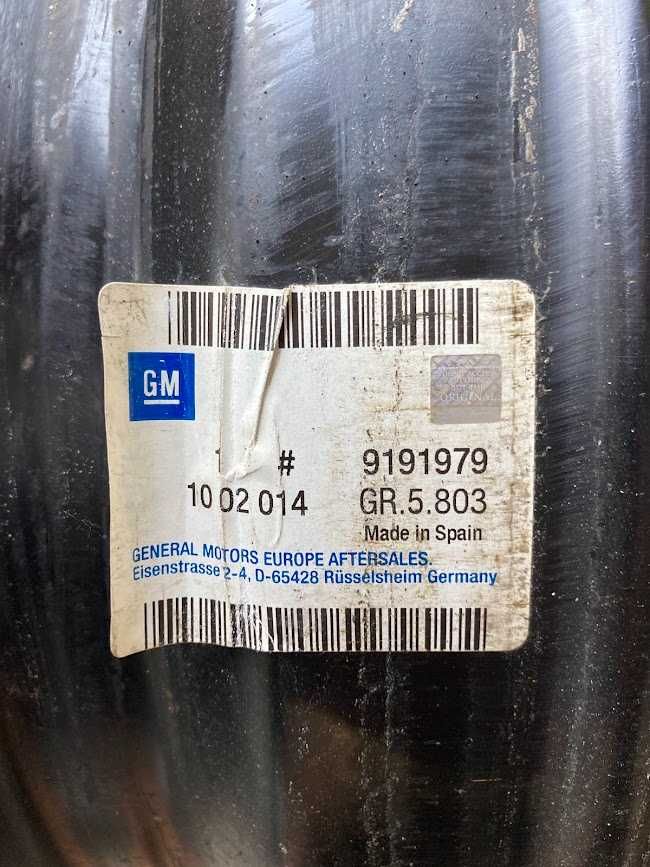 GM
ORIGINAL
1 #
9191979
10 02 014
GR.5.803
Made in Spain
GENERAL MOTORS EUROPE AFTERSALES.
Eisenstrasse 2-4, D-65428 Rüsselsheim Germany